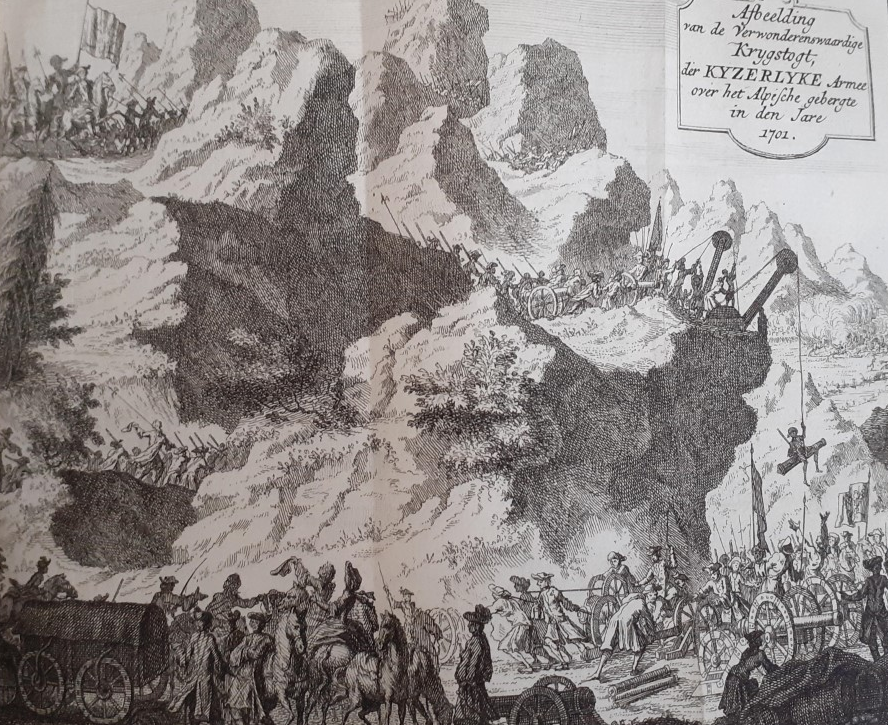 Afbeelding
van de Verwonderenswaardige
Krygstogt,
der KYZERLYKE Armee
over het Alpische gebergte
in den Jare
1701.